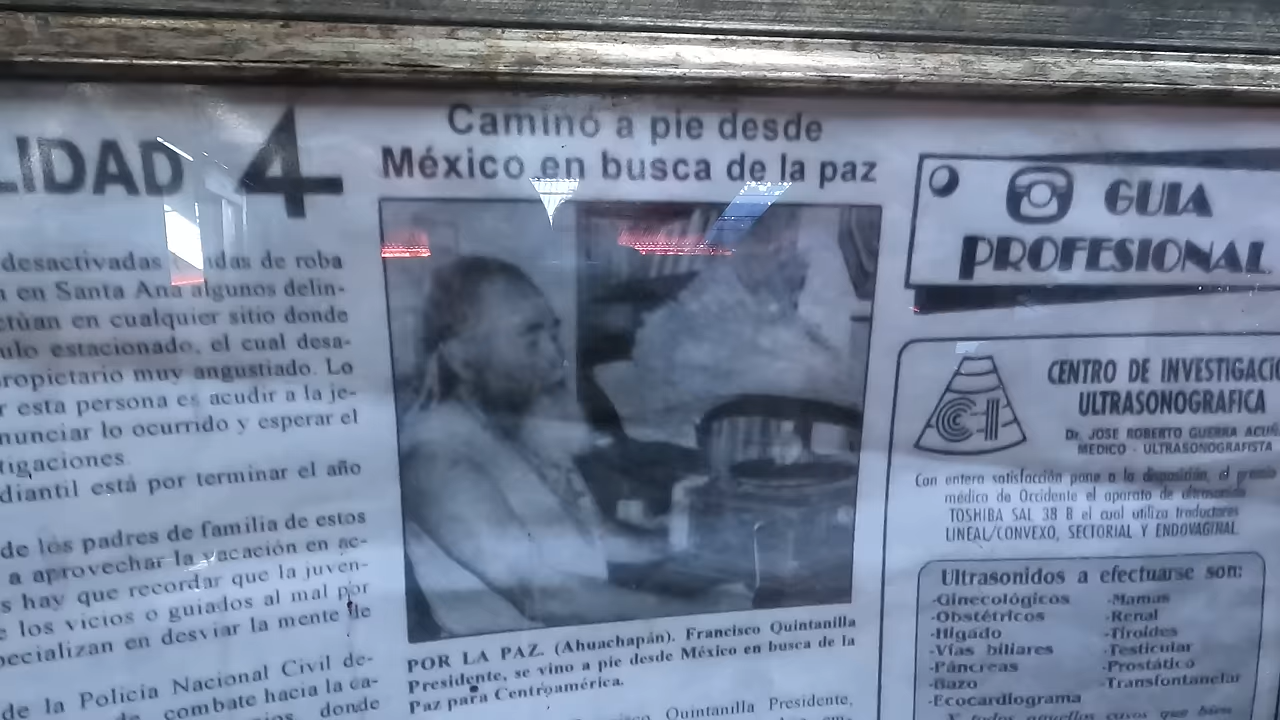 LIDAD 4
desactivadas de roba
en Santa Ana algunos delin-
ctúan en cualquier sitio donde
ulo estacionado, el cual desa-
ropietario muy angustiado. Lo
r esta persona es acudir a la je-
nunciar lo ocurrido y esperar el
tigaciones.
diantil está por terminar el año
de los padres de familia de estos
a aprovechar la vacación en ac-
s hay que recordar que la juven-
e los vicios o guiados al mal por
pecializan en desviar la mente de
de la Policía Nacional Civil de-
combate hacia la ca-
donde
Caminó a pie desde
México en busca de la paz
POR LA PAZ. (Ahuachapán). Francisco Quintanilla
Presidente, se vino a pie desde México en busca de la
Paz para Centroamérica.
Quintanilla Presidente,
GUIA
PROFESIONAL
CENTRO DE INVESTIGACIO
ULTRASONOGRAFICA
Dr. JOSE ROBERTO GUERRA ACUÑ
MEDICO - ULTRASONOGRAFISTA
Con entera satisfacción pone a la disposición, el gremio
médico de Occidente el aparato de ultrasonido
TOSHIBA SAL 38 B el cual utiliza traductores
LINEAL/CONVEXO, SECTORIAL Y ENDOVAGINAL
Ultrasonidos a efectuarse son:
-Ginecológicos -Mamas
-Obstétricos -Renal
-Hígado -Tiroides
-Vías biliares -Testicular
-Páncreas -Prostático
-Bazo -Transfontanelar
-Ecocardiograma
Y todos aquellos cuyos que bien